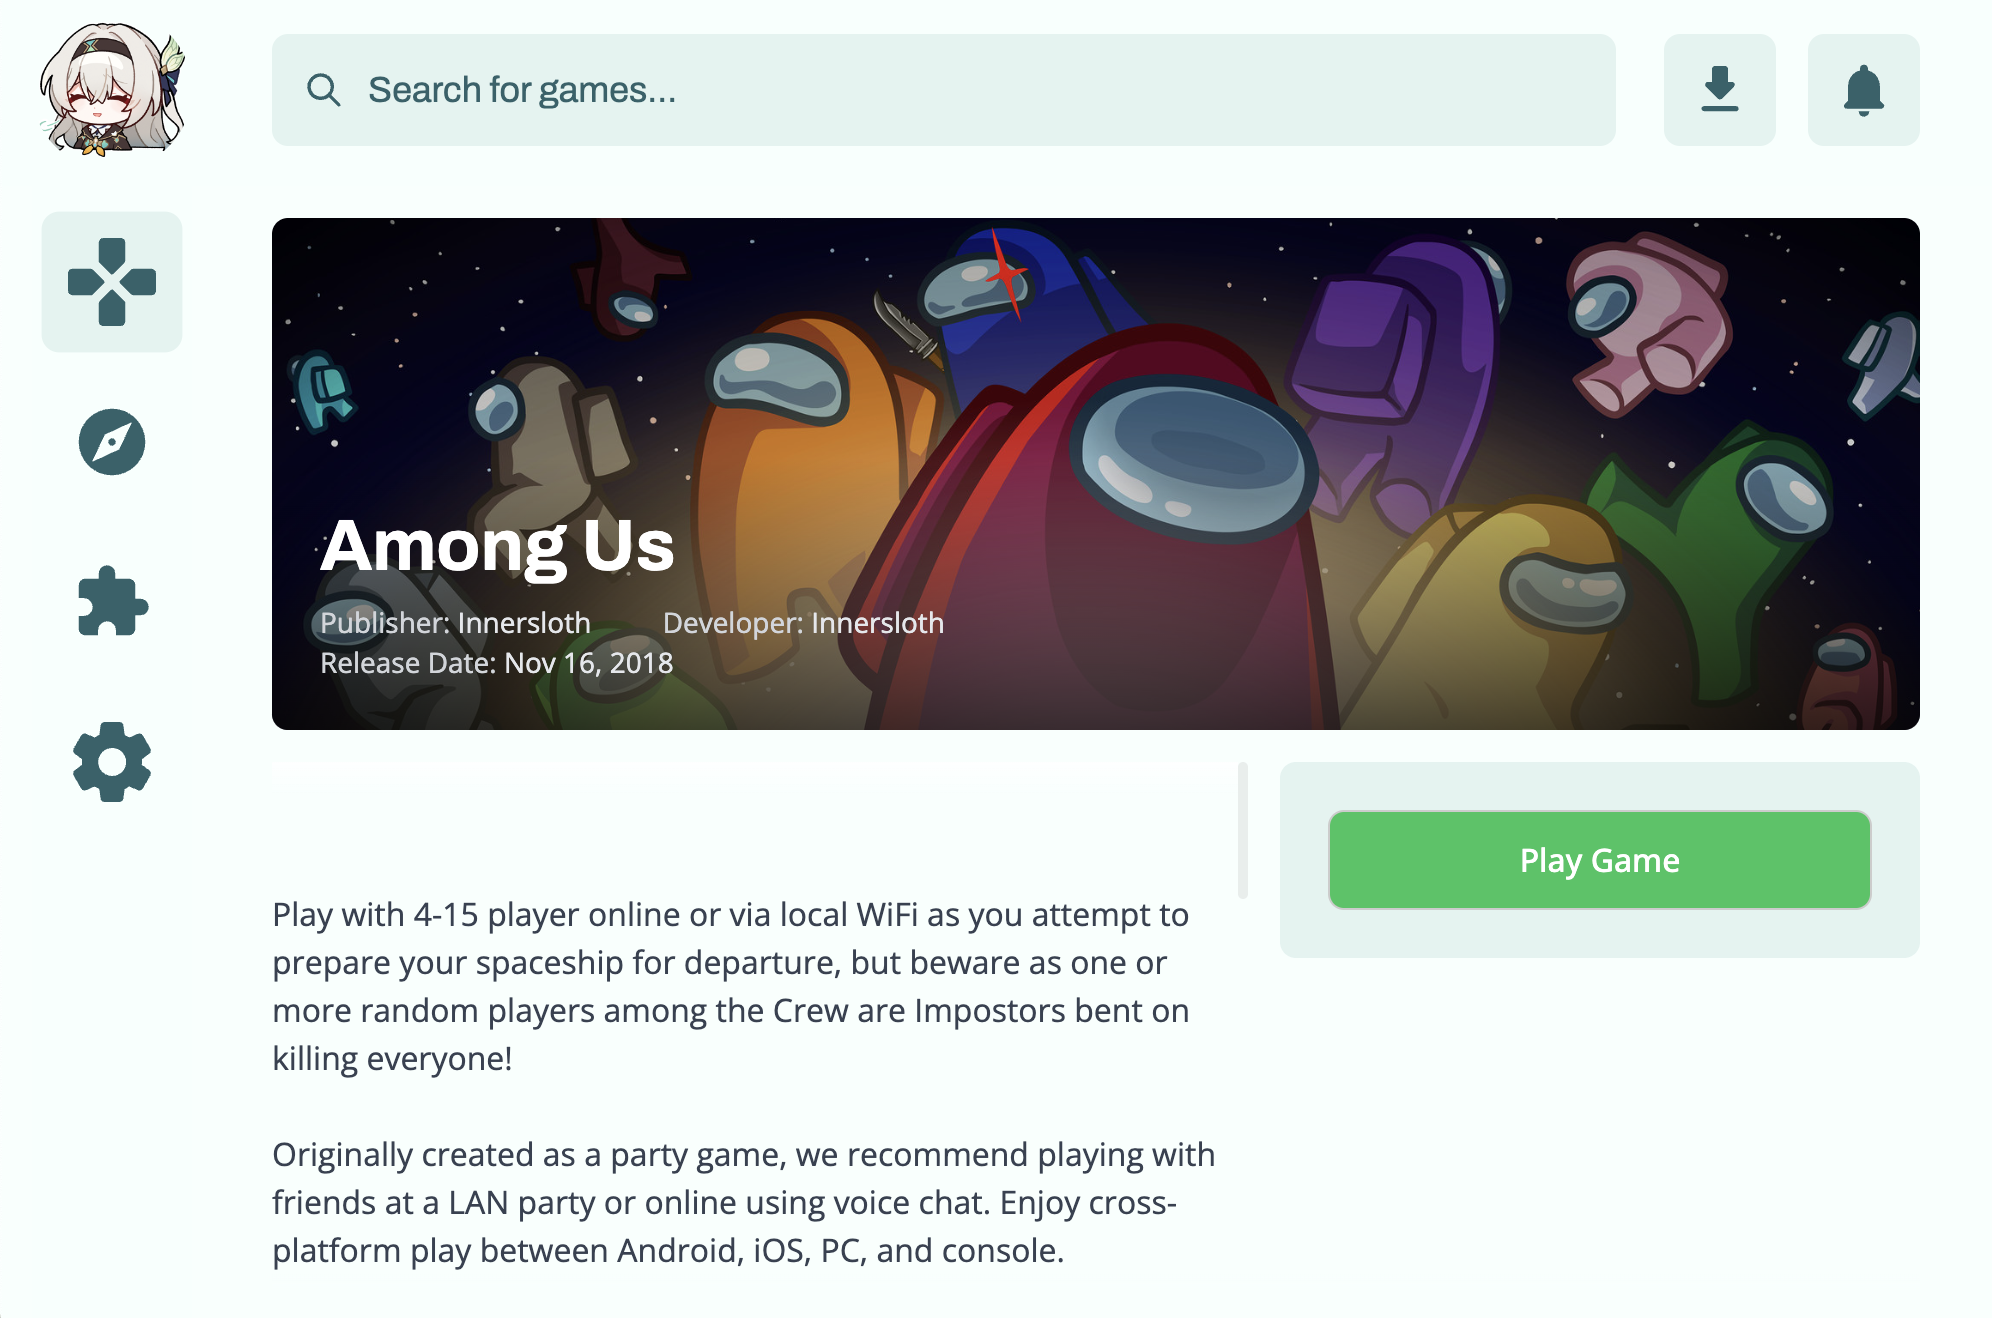 Search for games...
Among Us
Publisher: Innersloth Developer: Innersloth
Release Date: Nov 16, 2018
Play Game
Play with 4-15 player online or via local WiFi as you attempt to
prepare your spaceship for departure, but beware as one or
more random players among the Crew are Impostors bent on
killing everyone!
Originally created as a party game, we recommend playing with
friends at a LAN party or online using voice chat. Enjoy cross-
platform play between Android, iOS, PC, and console.